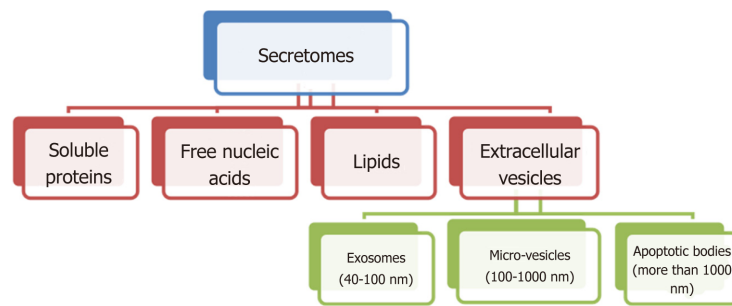 Secretomes
Soluble
proteins
Free nucleic
acids
Lipids
Extracellular
vesicles
Exosomes
(40-100 nm)
Micro-vesicles
(100-1000 nm)
Apoptotic bodies
(more than 1000
nm)